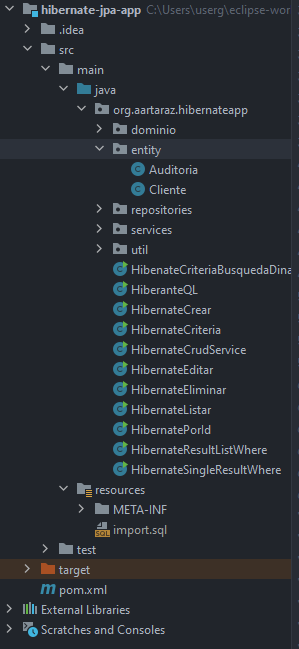 hibernate-jpa-app C:\Users\userg\eclipse-wor
.idea
src
main
java
org.aartaraz.hibernateapp
dominio
entity
Auditoria
Cliente
repositories
services
util
HibenateCriteriaBusquedaDina
HiberanteQL
HibernateCrear
HibernateCriteria
HibernateCrudService
HibernateEditar
HibernateEliminar
HibernateListar
HibernatePorId
HibernateResultListWhere
HibernateSingleResultWhere
resources
META-INF
import.sql
test
target
pom.xml
External Libraries
Scratches and Consoles